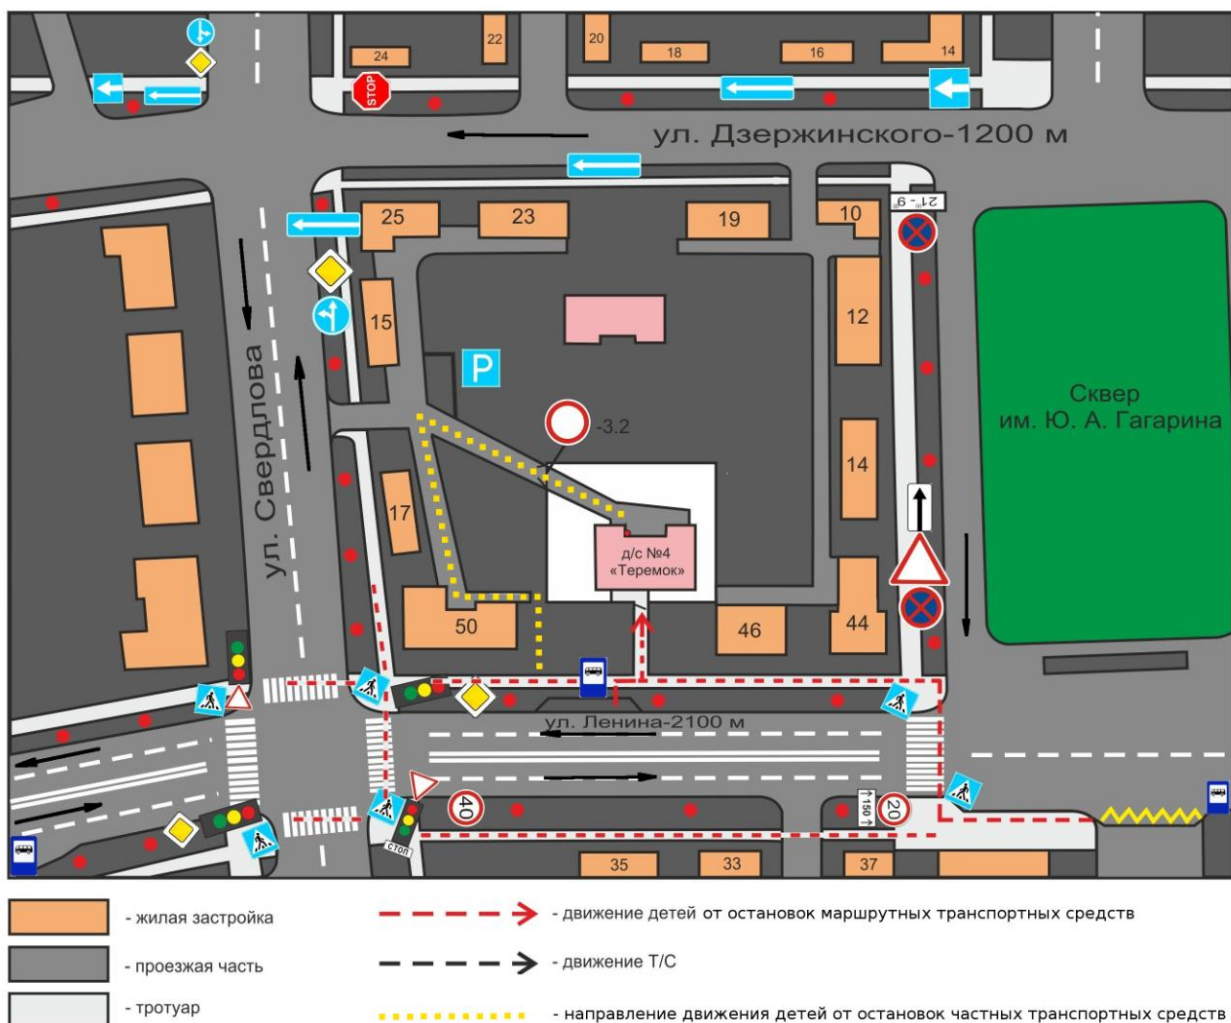 22
20
24
18
16
14
STOP
ул. Дзержинского-1200 м
21 - 9
25
23
19
10
15
12
ул. Свердлова
P
-3.2
Сквер
им. Ю. А. Гагарина
14
17
д/с №4
«Теремок»
50
46
44
ул. Ленина-2100 м
40
150
20
СТОП
35
33
37
- жилая застройка
- движение детей от остановок маршрутных транспортных средств
- проезжая часть
- движение Т/С
- тротуар
- направление движения детей от остановок частных транспортных средств